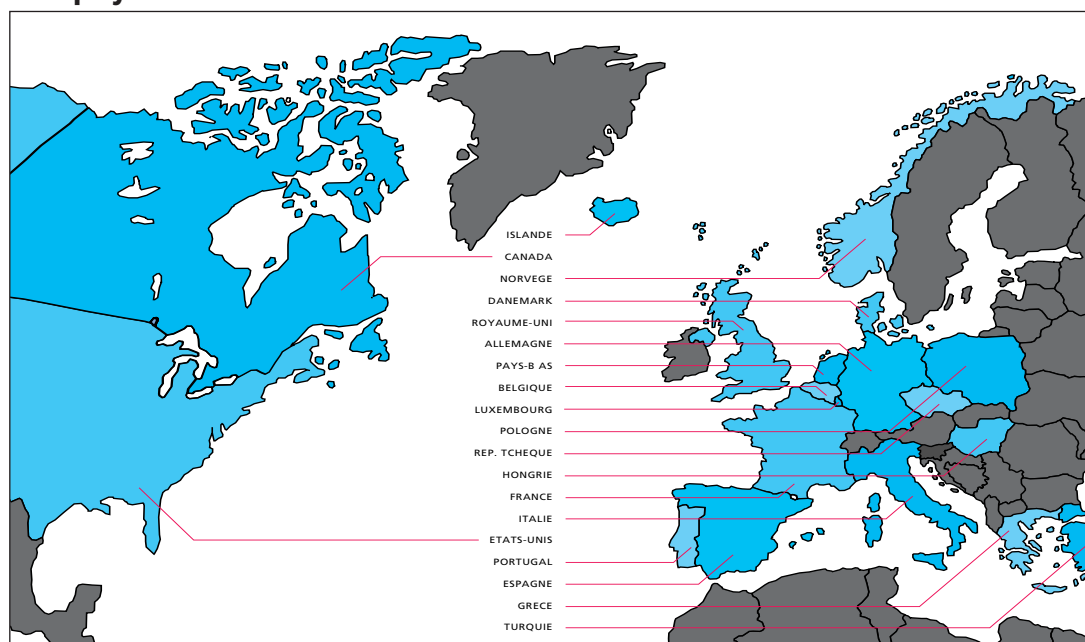 ISLANDE
CANADA
NORVEGE
DANEMARK
ROYAUME-UNI
ALLEMAGNE
PAYS-B AS
BELGIQUE
LUXEMBOURG
POLOGNE
REP. TCHEQUE
HONGRIE
FRANCE
ITALIE
ETATS-UNIS
PORTUGAL
ESPAGNE
GRECE
TURQUIE